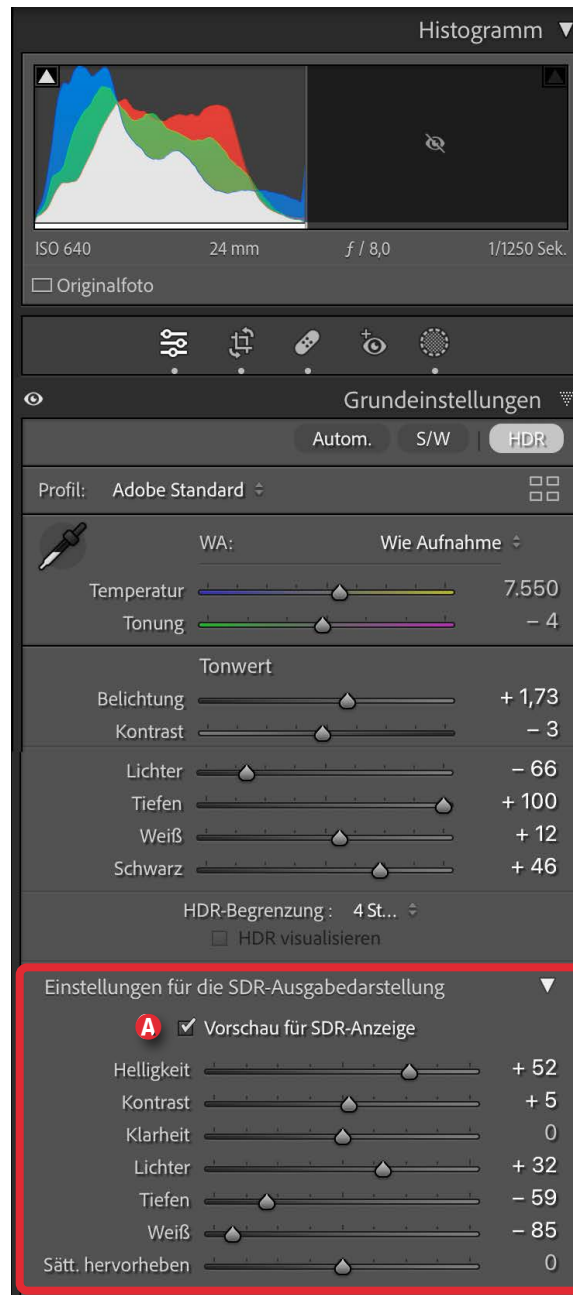 Histogramm
ISO 640 24 mm ƒ / 8,0 1/1250 Sek.
Originalfoto
Grundeinstellungen
Autom. S/W HDR
Profil: Adobe Standard
WA: Wie Aufnahme
Temperatur 7.550
Tonung – 4
Tonwert
Belichtung + 1,73
Kontrast – 3
Lichter – 66
Tiefen + 100
Weiß + 12
Schwarz + 46
HDR-Begrenzung : 4 St...
HDR visualisieren
Einstellungen für die SDR-Ausgabedarstellung
A Vorschau für SDR-Anzeige
Helligkeit + 52
Kontrast + 5
Klarheit 0
Lichter + 32
Tiefen – 59
Weiß – 85
Sätt. hervorheben 0